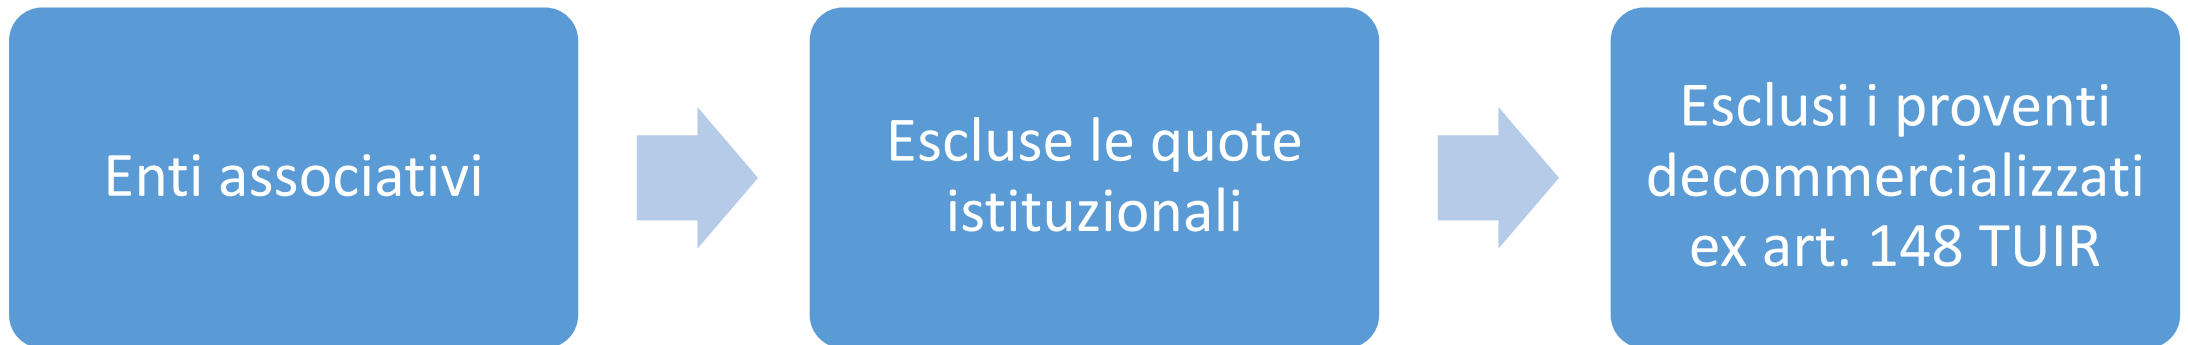 Enti associativi
Escluse le quote
istituzionali
Esclusi i proventi
decommercializzati
ex art. 148 TUIR